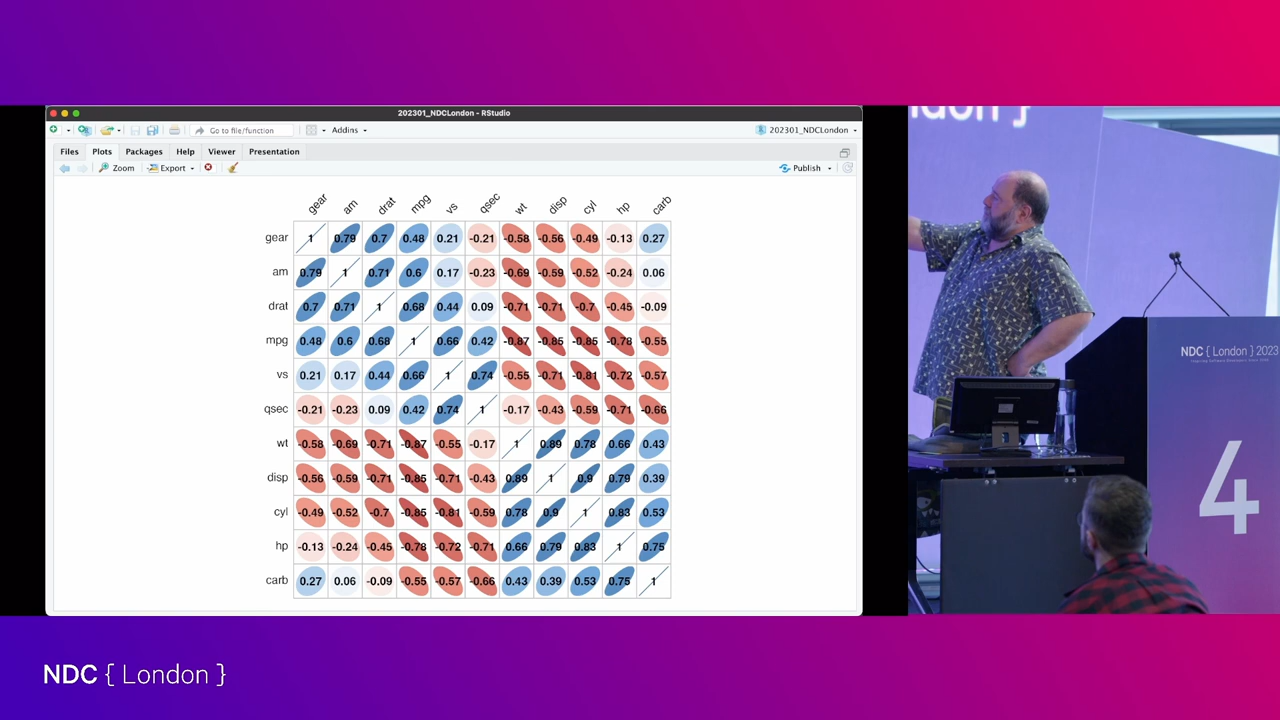 202301_NDCLondon - RStudio
Go to file/function
Addins
202301_NDCLondon
Files
Plots
Packages
Help
Viewer
Presentation
Zoom
Export
Publish
gear am drat mpg vs qsec wt disp cyl hp carb
gear 1 0.79 0.7 0.48 0.21 -0.21 -0.58 -0.56 -0.49 -0.13 0.27
am 0.79 1 0.71 0.6 0.17 -0.23 -0.69 -0.59 -0.52 -0.24 0.06
drat 0.7 0.71 1 0.68 0.44 0.09 -0.71 -0.71 -0.7 -0.45 -0.09
mpg 0.48 0.6 0.68 1 0.66 0.42 -0.87 -0.85 -0.85 -0.78 -0.55
vs 0.21 0.17 0.44 0.66 1 0.74 -0.55 -0.71 -0.81 -0.72 -0.57
qsec -0.21 -0.23 0.09 0.42 0.74 1 -0.17 -0.43 -0.59 -0.71 -0.66
wt -0.58 -0.69 -0.71 -0.87 -0.55 -0.17 1 0.89 0.78 0.66 0.43
disp -0.56 -0.59 -0.71 -0.85 -0.71 -0.43 0.89 1 0.9 0.79 0.39
cyl -0.49 -0.52 -0.7 -0.85 -0.81 -0.59 0.78 0.9 1 0.83 0.53
hp -0.13 -0.24 -0.45 -0.78 -0.72 -0.71 0.66 0.79 0.83 1 0.75
carb 0.27 0.06 -0.09 -0.55 -0.57 -0.66 0.43 0.39 0.53 0.75 1
NDC { London } 2023
4
NDC { London }